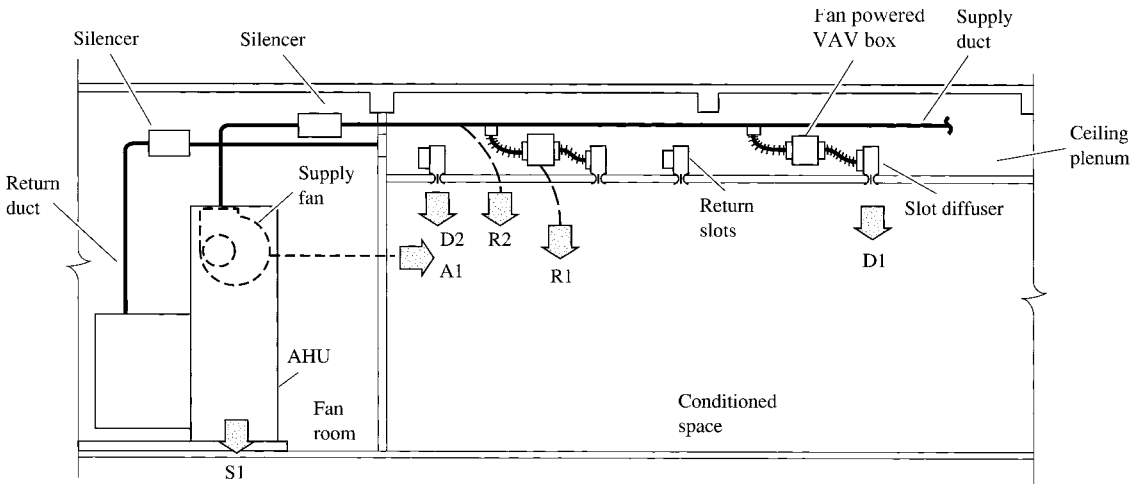 Fan powered
VAV box
Supply
duct
Silencer
Silencer
Ceiling
plenum
Return
duct
Supply
fan
Return
slots
Slot diffuser
D2
R2
A1
R1
D1
AHU
Fan
room
Conditioned
space
S1